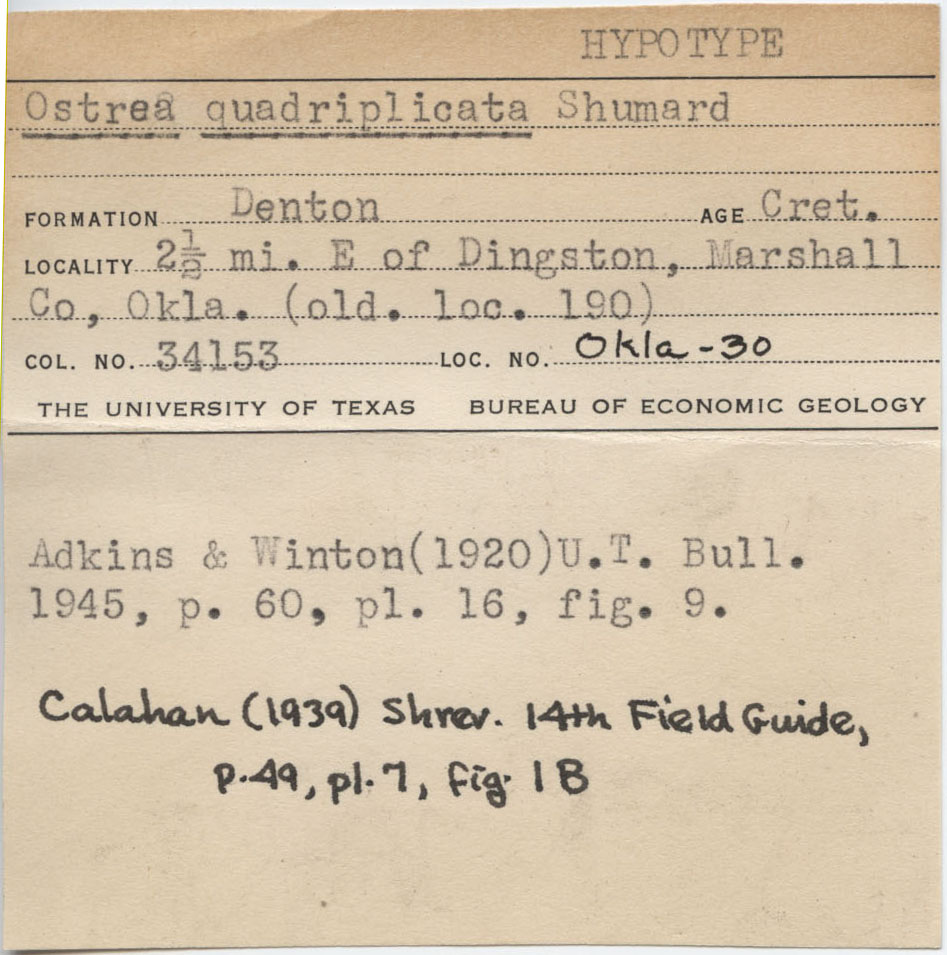 HYPOTYPE
Ostrea quadriplicata Shumard
FORMATION Denton AGE Cret.
LOCALITY 2½ mi. E of Dingston, Marshall
Co, Okla. (old. loc. 190)
COL. NO. 34153 LOC. NO. Okla-30
THE UNIVERSITY OF TEXAS BUREAU OF ECONOMIC GEOLOGY
Adkins & Winton(1920)U.T. Bull.
1945, p. 60, pl. 16, fig. 9.
Calahan (1939) Shrev. 14th Field Guide,
p.49, pl.7, fig. 1B